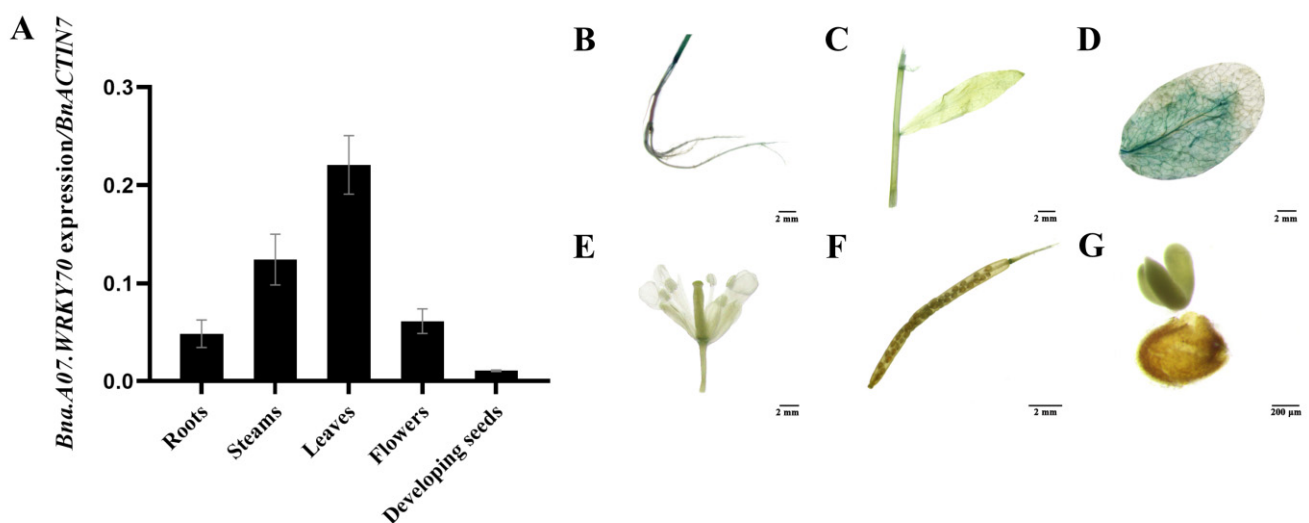 A
Bna.A07.WRKY70 expression/BnACTIN7
0.3
0.2
0.1
0.0
Roots
Steams
Leaves
Flowers
Developing seeds
B
2 mm
C
2 mm
D
2 mm
E
2 mm
F
2 mm
G
200 μm